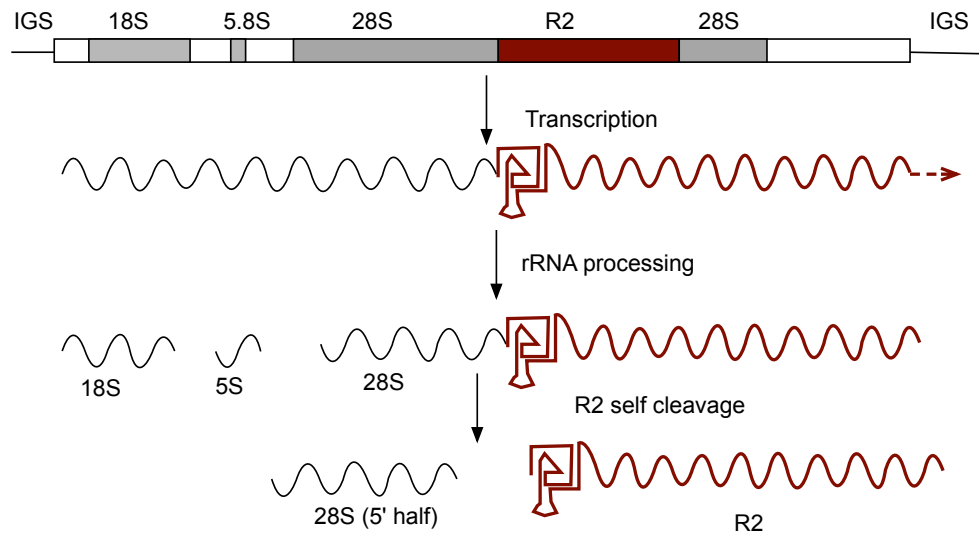 IGS 18S 5.8S 28S R2 28S IGS
Transcription
rRNA processing
18S 5S 28S
R2 self cleavage
28S (5' half) R2